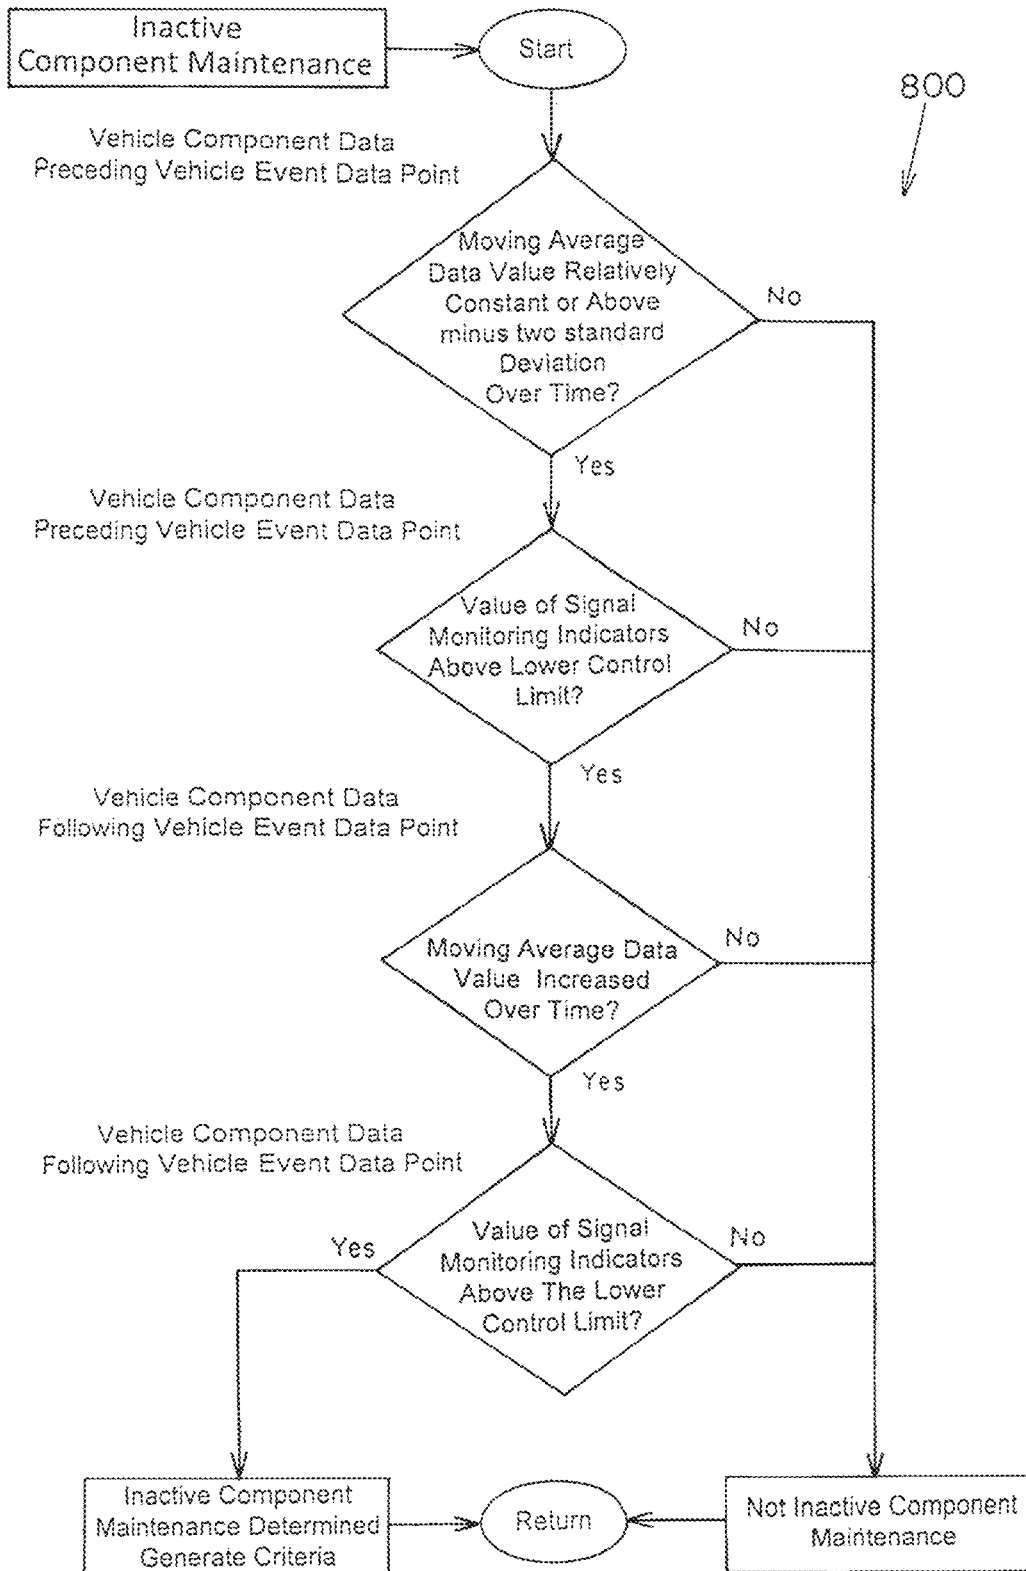 Inactive
Component Maintenance
Start
800
Vehicle Component Data
Preceding Vehicle Event Data Point
Moving Average
Data Value Relatively
Constant or Above
minus two standard
Deviation
Over Time?
No
Yes
Vehicle Component Data
Preceding Vehicle Event Data Point
Value of Signal
Monitoring Indicators
Above Lower Control
Limit?
No
Yes
Vehicle Component Data
Following Vehicle Event Data Point
Moving Average Data
Value Increased
Over Time?
No
Yes
Vehicle Component Data
Following Vehicle Event Data Point
Value of Signal
Monitoring Indicators
Above The Lower
Control Limit?
Yes
No
Inactive Component
Maintenance Determined
Generate Criteria
Return
Not Inactive Component
Maintenance